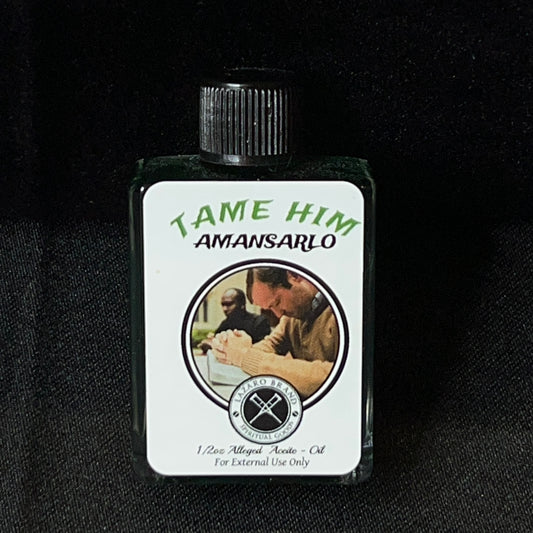 TAME HIM
AMANSARLO
LAZARO BRAND
SPIRITUAL GOODS
1/2oz Alleged Aceite - Oil
For External Use Only